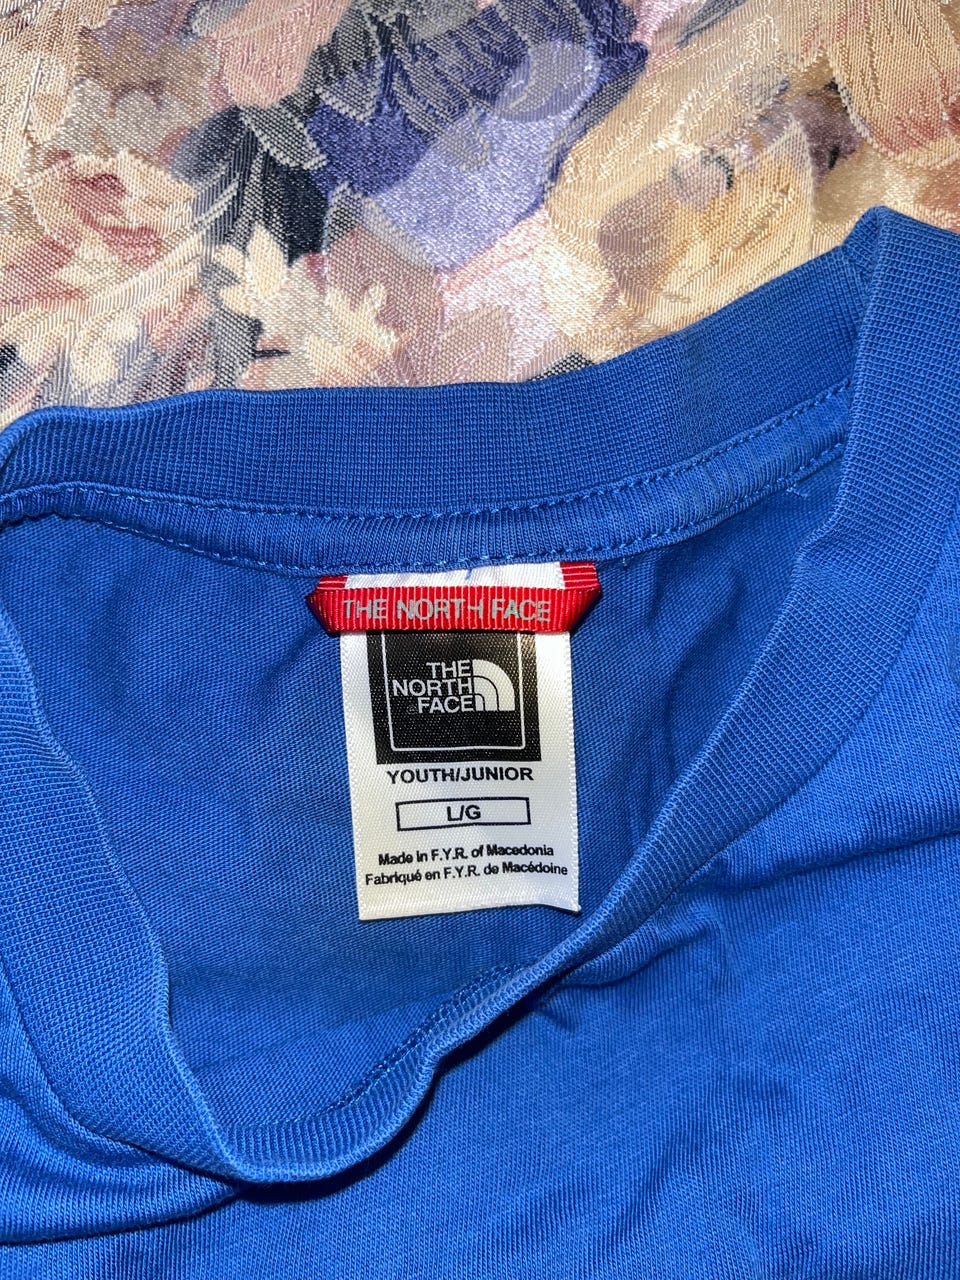 THE NORTH FACE
THE
NORTH
FACE
YOUTH/JUNIOR
L/G
Made in F.Y.R. of Macedonia
Fabriqué en F.Y.R. de Macédoine